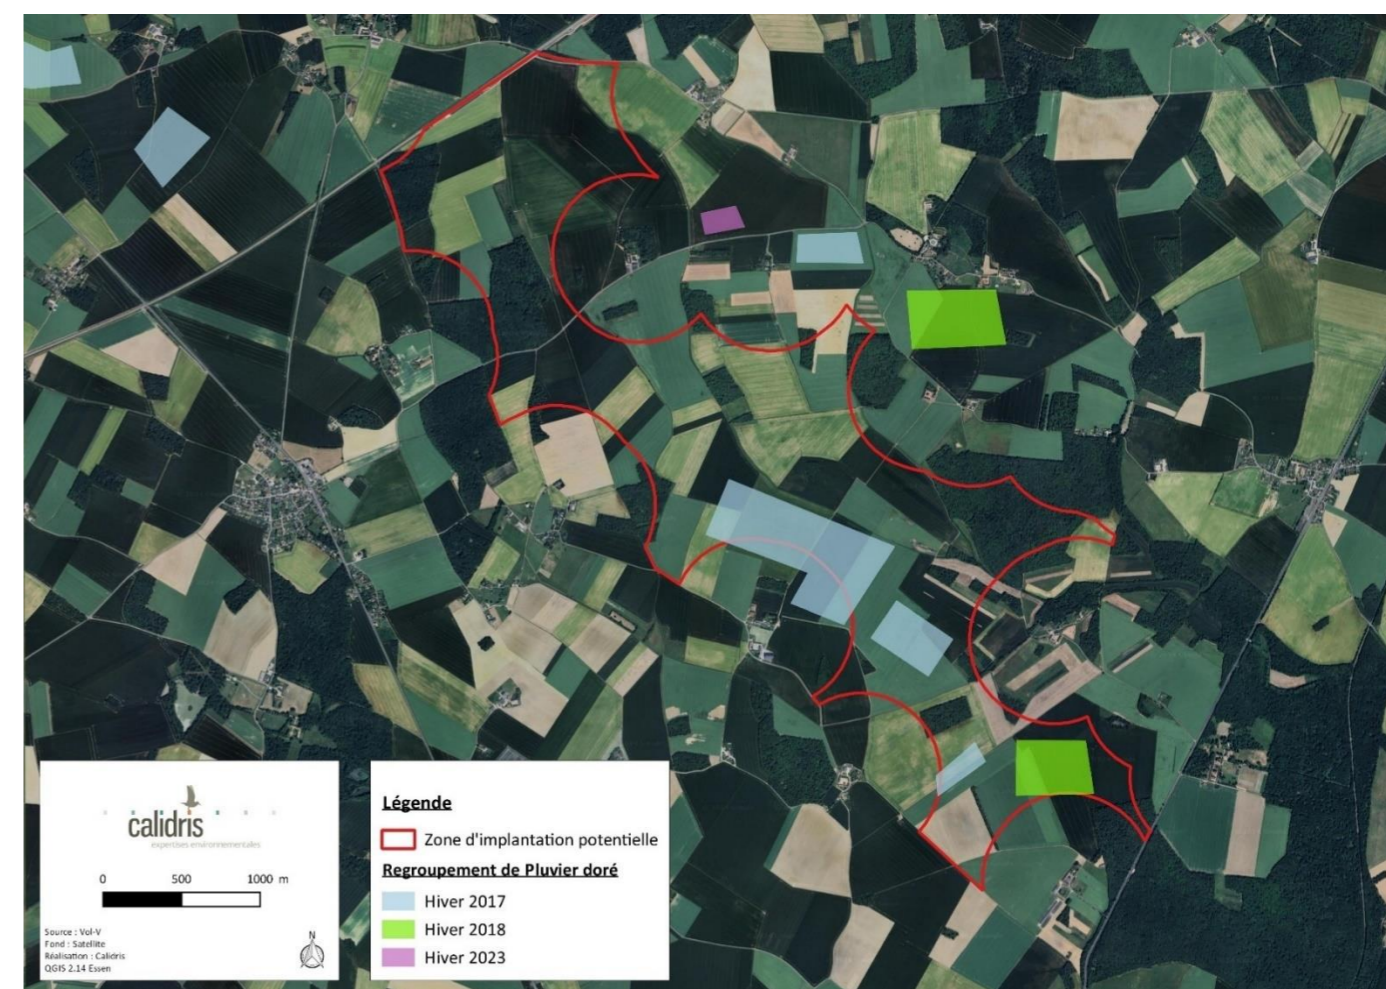 calidris
expertises environnementales
0 500 1000 m
Source : Vol-V
Fond : Satellite
Réalisation : Calidris
QGIS 2.14 Essen
N
Légende
Zone d'implantation potentielle
Regroupement de Pluvier doré
Hiver 2017
Hiver 2018
Hiver 2023